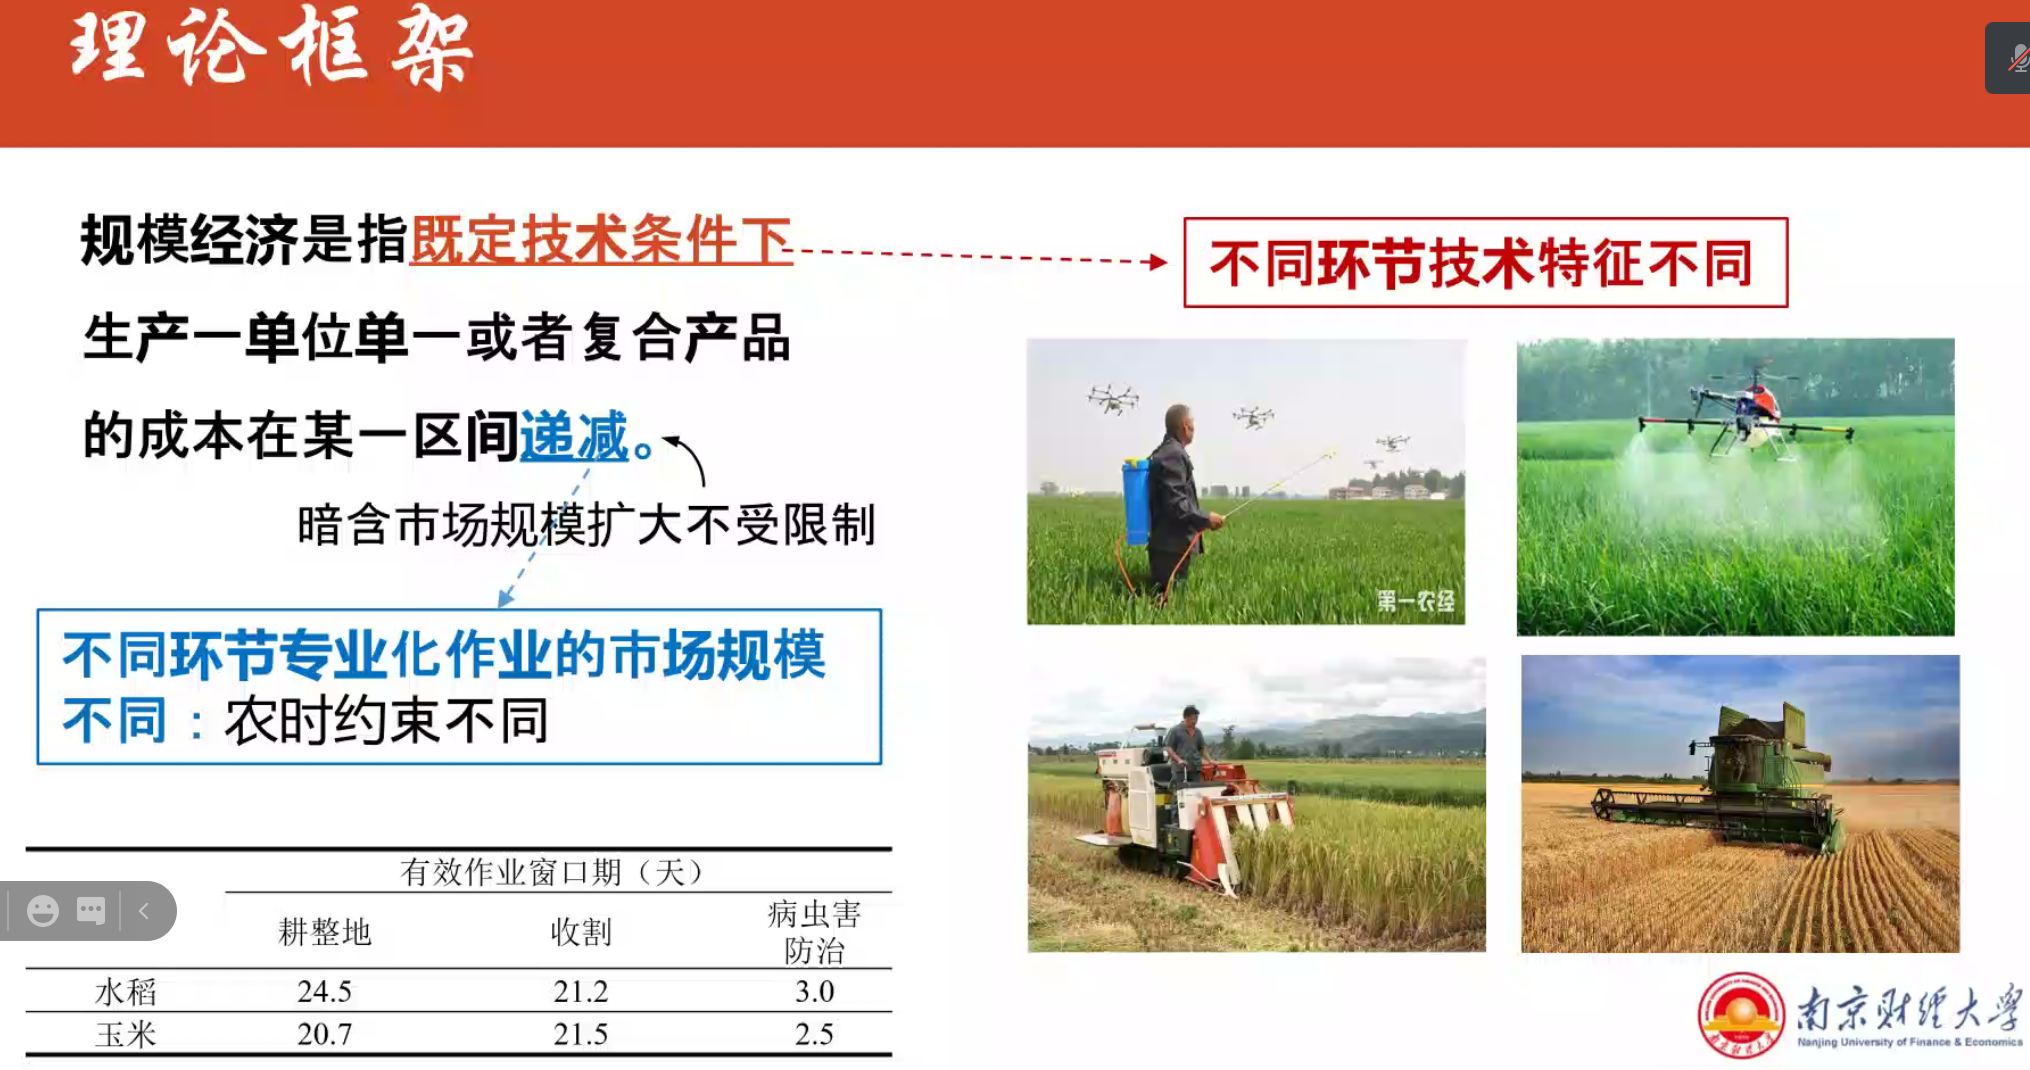 理论框架
规模经济是指既定技术条件下
生产一单位单一或者复合产品
的成本在某一区间递减。
暗含市场规模扩大不受限制
不同环节专业化作业的市场规模
不同：农时约束不同
有效作业窗口期（天）
耕整地 收割 病虫害
防治
水稻 24.5 21.2 3.0
玉米 20.7 21.5 2.5
不同环节技术特征不同
第一农经
南京财经大学
Nanjing University of Finance & Economics